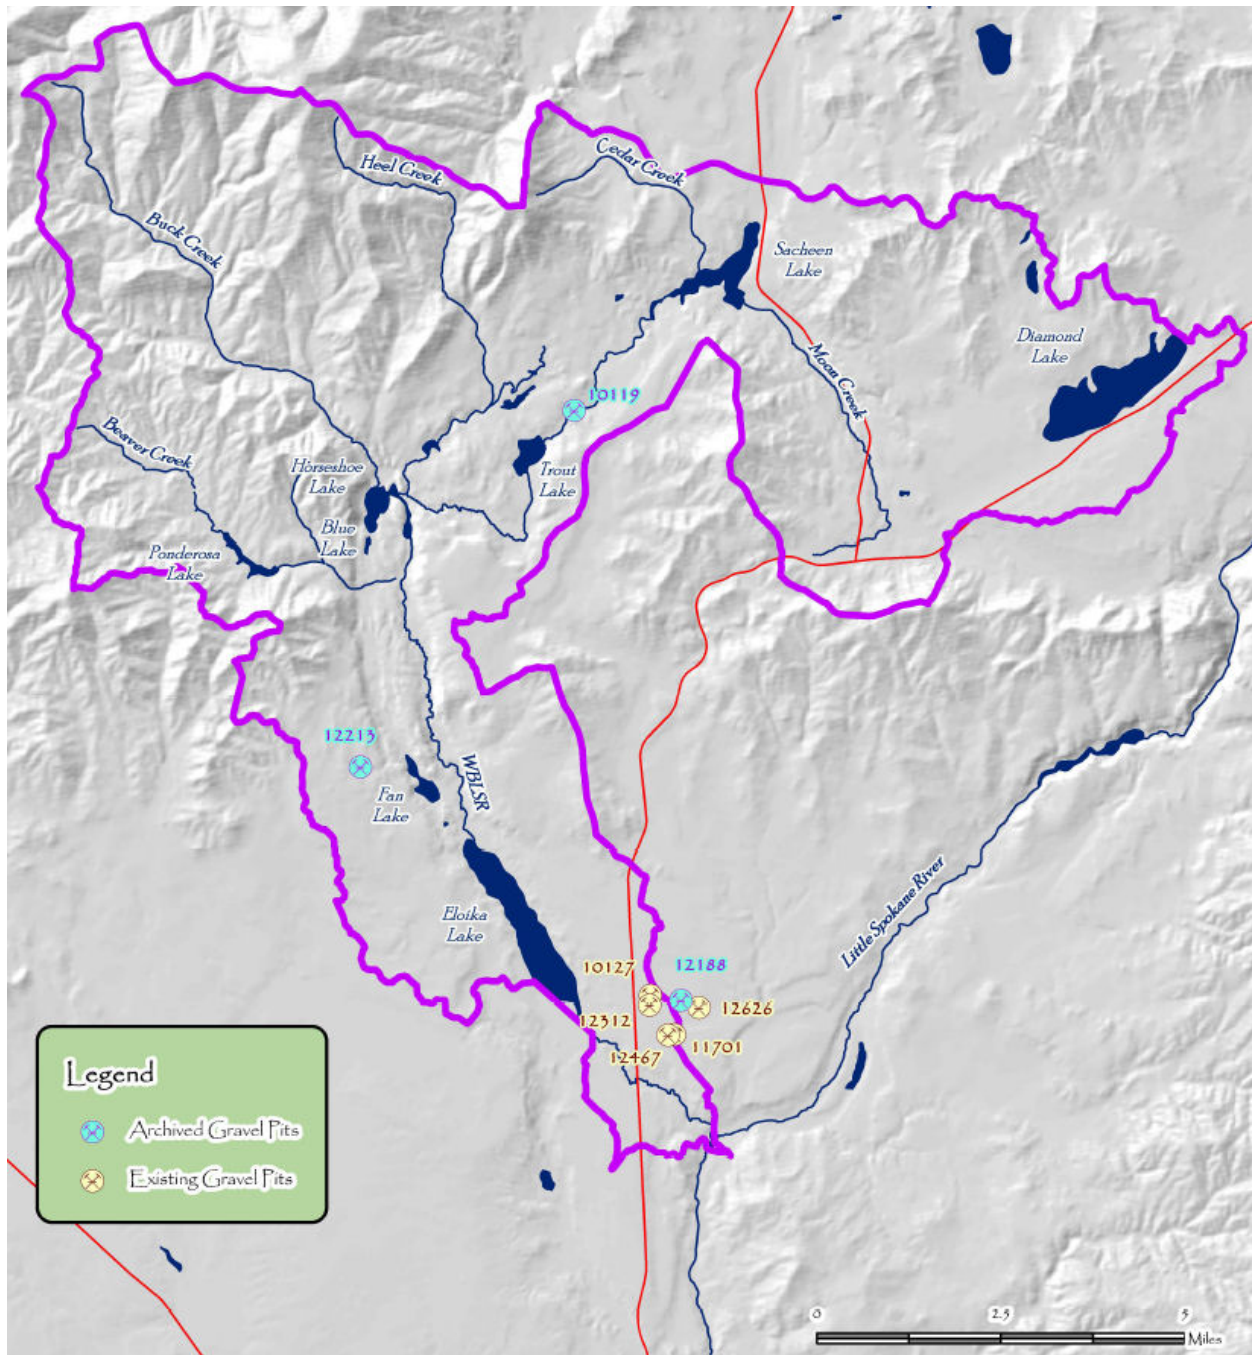 Cedar Creek
Heel Creek
Buck Creek
Sacheen
Lake
Diamond
Lake
Moon Creek
10119
Beaver Creek
Horseshoe
Lake
Trout
Lake
Blue
Lake
Ponderosa
Lake
12213
WBLSR
Fan
Lake
Eloika
Lake
Little Spokane River
10127
12188
12312
12626
12467
11701
Legend
Archived Gravel Pits
Existing Gravel Pits
0
2.5
5
Miles